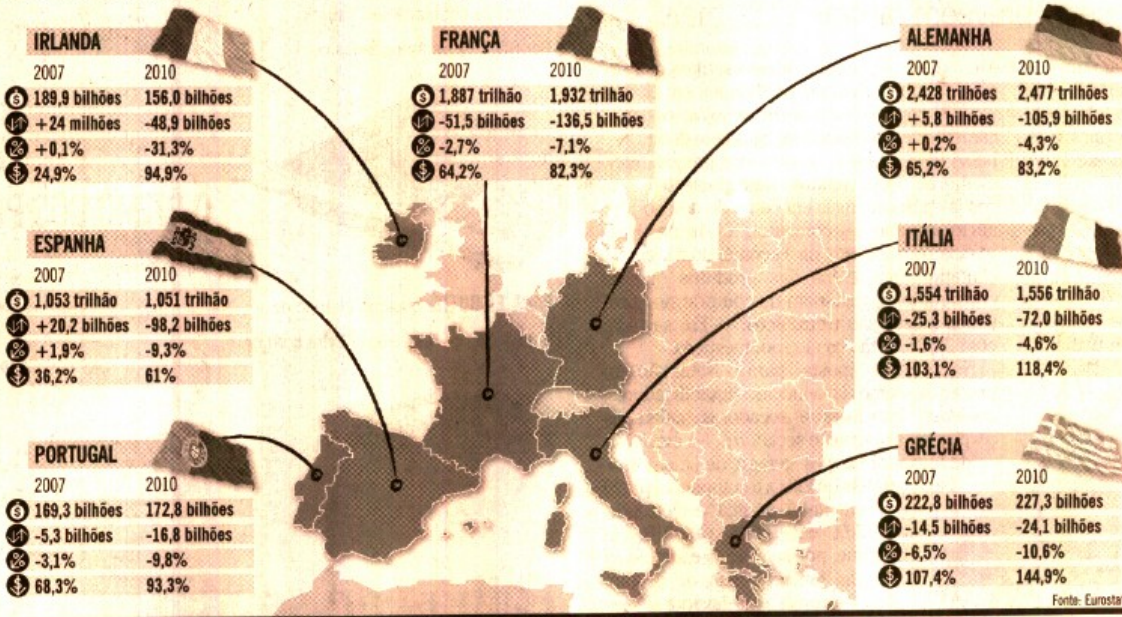 IRLANDA
2007 2010
189,9 bilhões 156,0 bilhões
+24 milhões -48,9 bilhões
+0,1% -31,3%
24,9% 94,9%
FRANÇA
2007 2010
1,887 trilhão 1,932 trilhão
-51,5 bilhões -136,5 bilhões
-2,7% -7,1%
64,2% 82,3%
ALEMANHA
2007 2010
2,428 trilhões 2,477 trilhões
+5,8 bilhões -105,9 bilhões
+0,2% -4,3%
65,2% 83,2%
ESPANHA
2007 2010
1,053 trilhão 1,051 trilhão
+20,2 bilhões -98,2 bilhões
+1,9% -9,3%
36,2% 61%
ITÁLIA
2007 2010
1,554 trilhão 1,556 trilhão
-25,3 bilhões -72,0 bilhões
-1,6% -4,6%
103,1% 118,4%
PORTUGAL
2007 2010
169,3 bilhões 172,8 bilhões
-5,3 bilhões -16,8 bilhões
-3,1% -9,8%
68,3% 93,3%
GRÉCIA
2007 2010
222,8 bilhões 227,3 bilhões
-14,5 bilhões -24,1 bilhões
-6,5% -10,6%
107,4% 144,9%
Fonte: Eurostat